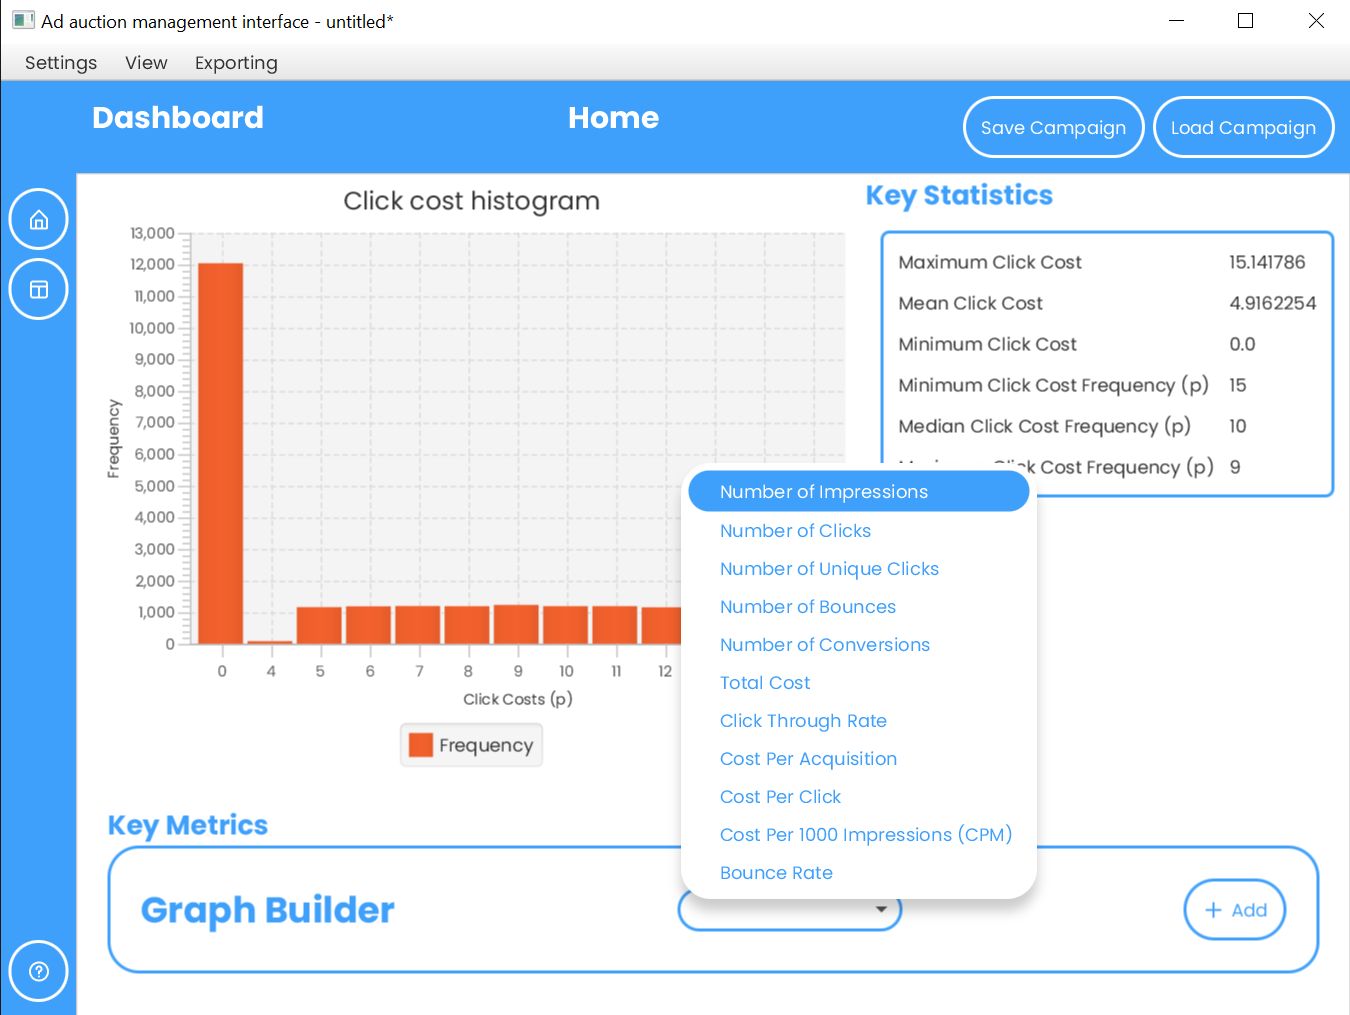 Ad auction management interface - untitled*
Settings View Exporting
Dashboard Home Save Campaign Load Campaign
Click cost histogram
13,000
12,000
11,000
10,000
9,000
8,000
7,000
6,000
5,000
4,000
3,000
2,000
1,000
0
Frequency
0 4 5 6 7 8 9 10 11 12
Click Costs (p)
Frequency
Key Statistics
Maximum Click Cost 15.141786
Mean Click Cost 4.9162254
Minimum Click Cost 0.0
Minimum Click Cost Frequency (p) 15
Median Click Cost Frequency (p) 10
Cost Frequency (p) 9
Number of Impressions
Number of Clicks
Number of Unique Clicks
Number of Bounces
Number of Conversions
Total Cost
Click Through Rate
Cost Per Acquisition
Cost Per Click
Cost Per 1000 Impressions (CPM)
Bounce Rate
Key Metrics
Graph Builder
+ Add